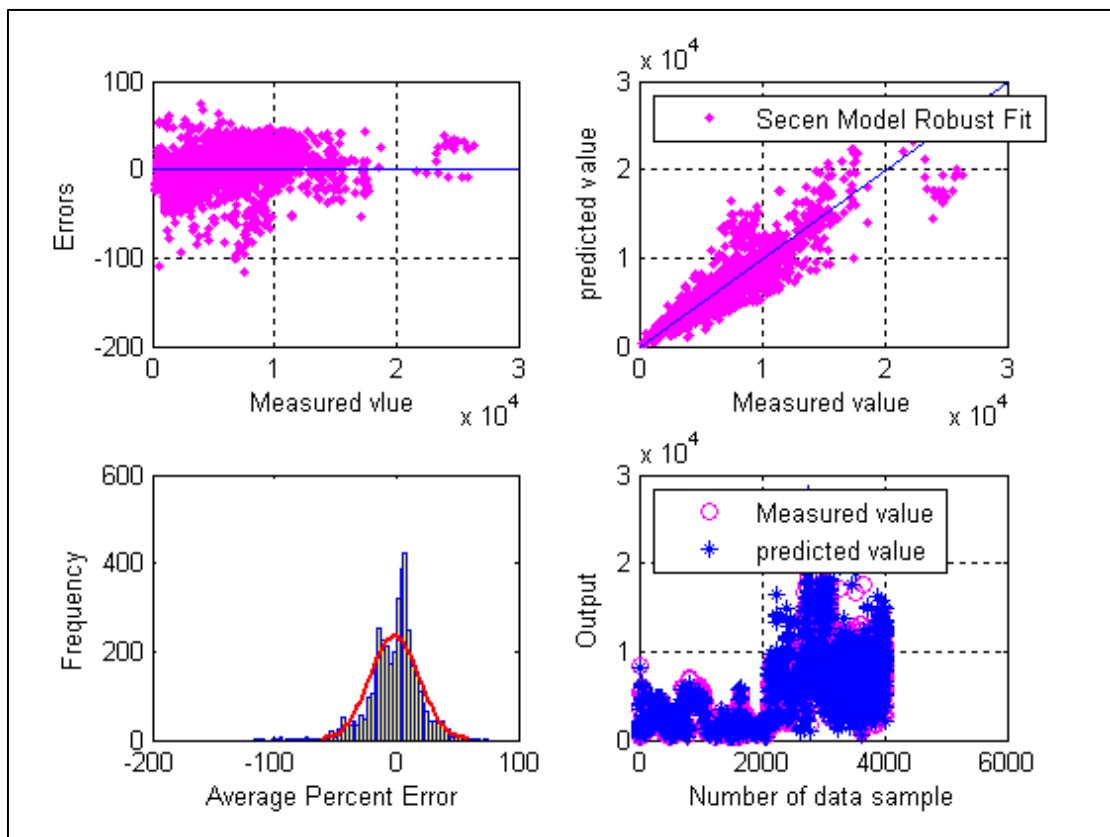 x 10^4
100
0
-100
-200
Errors
0 1 2 3
Measured vlue
x 10^4
3
2
1
0
predicted value
Secen Model Robust Fit
0 1 2 3
Measured value
x 10^4
600
400
200
0
Frequency
-200 -100 0 100
Average Percent Error
x 10^4
3
2
1
0
Output
Measured value
predicted value
0 2000 4000 6000
Number of data sample